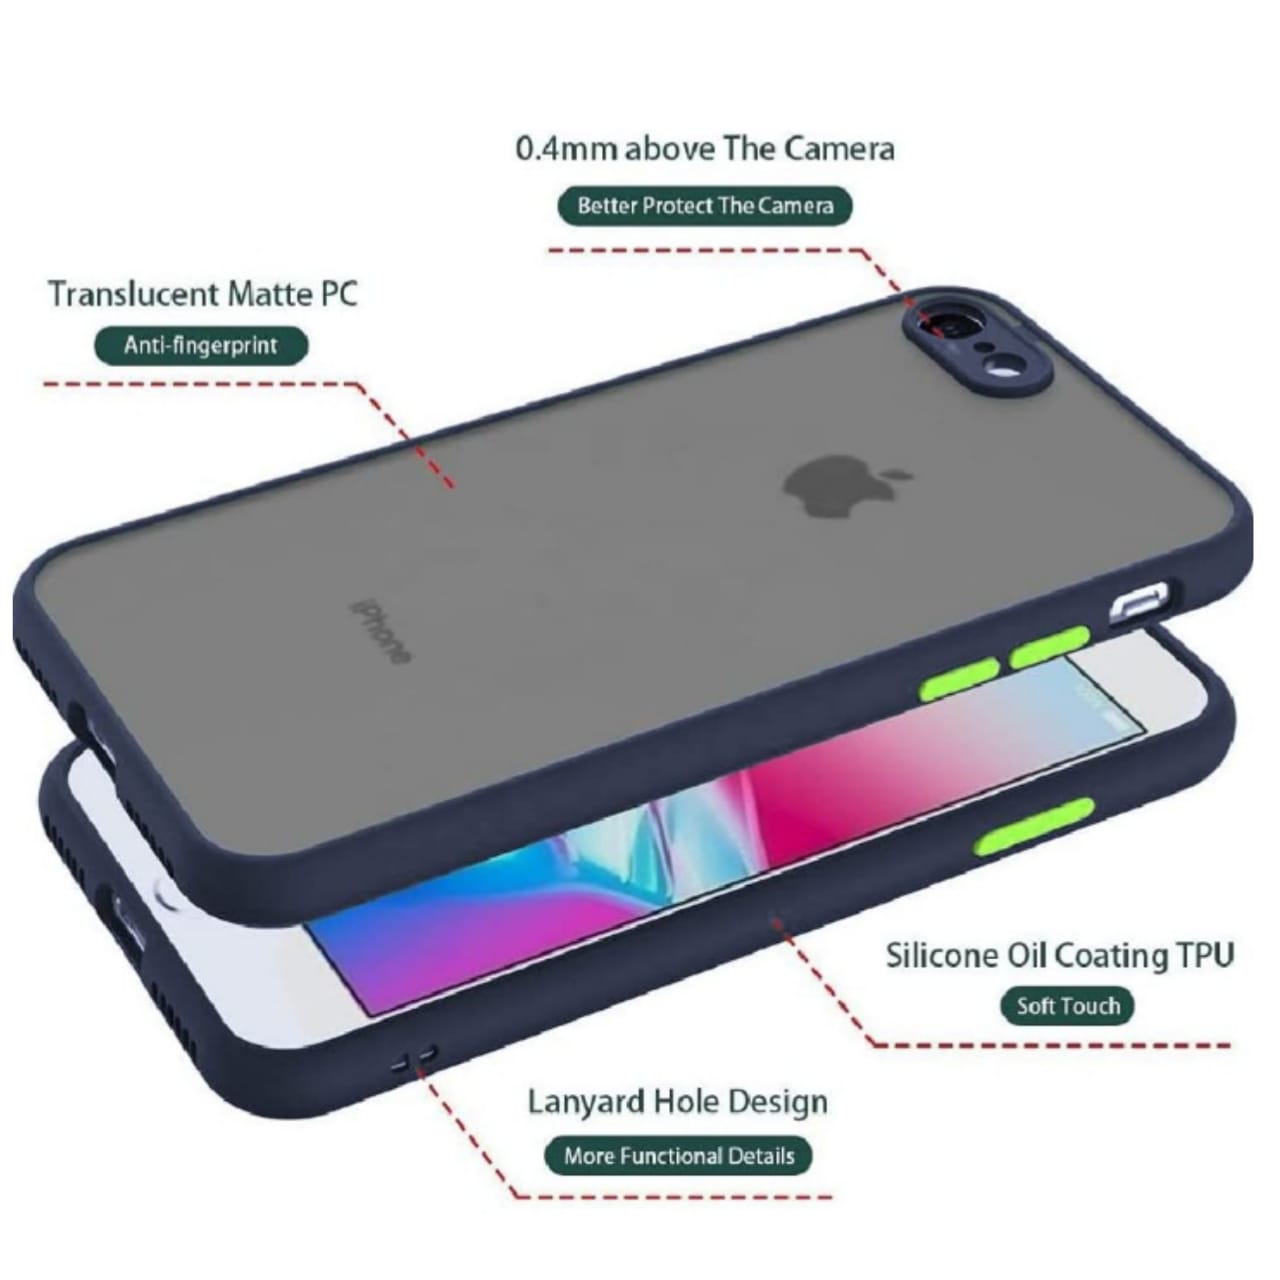 0.4mm above The Camera
Better Protect The Camera
Translucent Matte PC
Anti-fingerprint
iPhone
Silicone Oil Coating TPU
Soft Touch
Lanyard Hole Design
More Functional Details